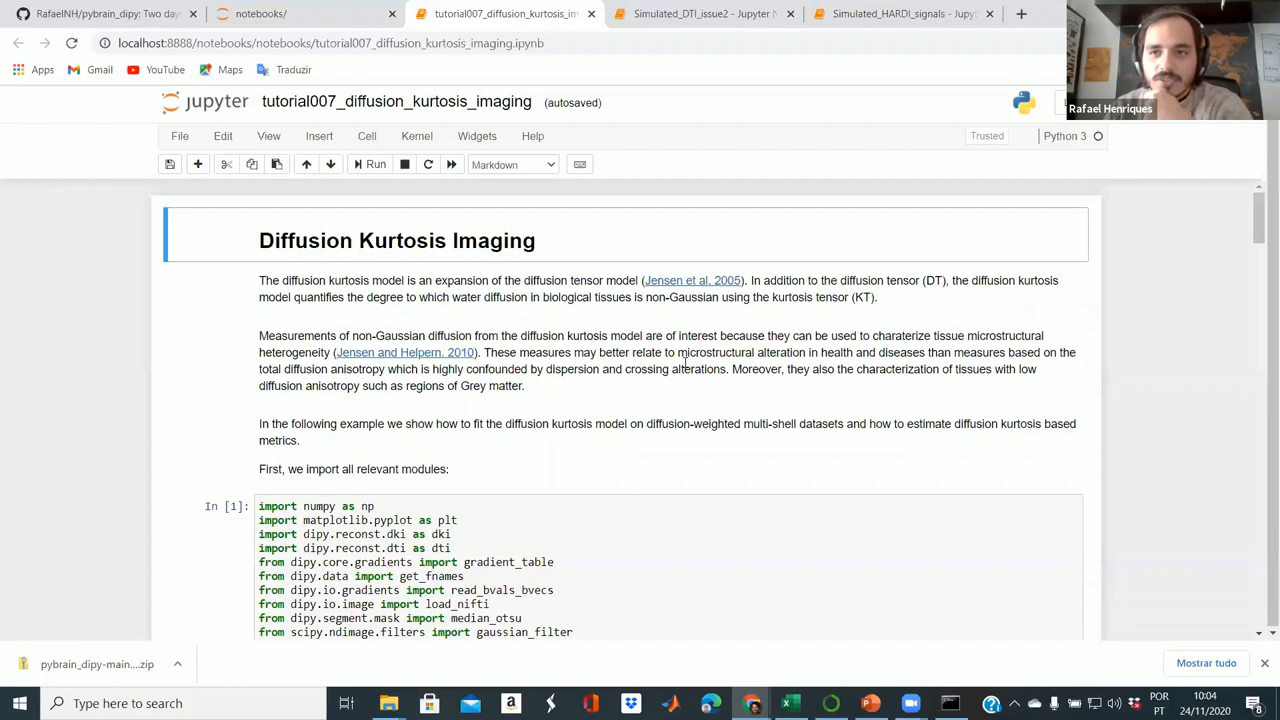 RafaelNH/pybrain_dipy: Two day
notebooks/
tutorial007_diffusion_kurtosis_im
Simulated_DTI_issue2 - Jupyter N
Simulated_HARDI_signals - Jupyt
localhost:8888/notebooks/notebooks/tutorial007_diffusion_kurtosis_imaging.ipynb
Apps
Gmail
YouTube
Maps
Traduzir
Rafael Henriques
jupyter
tutorial007_diffusion_kurtosis_imaging
(autosaved)
File
Edit
View
Insert
Cell
Kernel
Widgets
Help
Trusted
Python 3
Run
Markdown
Diffusion Kurtosis Imaging
The diffusion kurtosis model is an expansion of the diffusion tensor model (Jensen et al. 2005). In addition to the diffusion tensor (DT), the diffusion kurtosis
model quantifies the degree to which water diffusion in biological tissues is non-Gaussian using the kurtosis tensor (KT).
Measurements of non-Gaussian diffusion from the diffusion kurtosis model are of interest because they can be used to charaterize tissue microstructural
heterogeneity (Jensen and Helpern. 2010). These measures may better relate to microstructural alteration in health and diseases than measures based on the
total diffusion anisotropy which is highly confounded by dispersion and crossing alterations. Moreover, they also the characterization of tissues with low
diffusion anisotropy such as regions of Grey matter.
In the following example we show how to fit the diffusion kurtosis model on diffusion-weighted multi-shell datasets and how to estimate diffusion kurtosis based
metrics.
First, we import all relevant modules:
In [1]:
import numpy as np
import matplotlib.pyplot as plt
import dipy.reconst.dki as dki
import dipy.reconst.dti as dti
from dipy.core.gradients import gradient_table
from dipy.data import get_fnames
from dipy.io.gradients import read_bvals_bvecs
from dipy.io.image import load_nifti
from dipy.segment.mask import median_otsu
from scipy.ndimage.filters import gaussian_filter
pybrain_dipy-main....zip
Mostrar tudo
Type here to search
POR
PT
10:04
24/11/2020
8